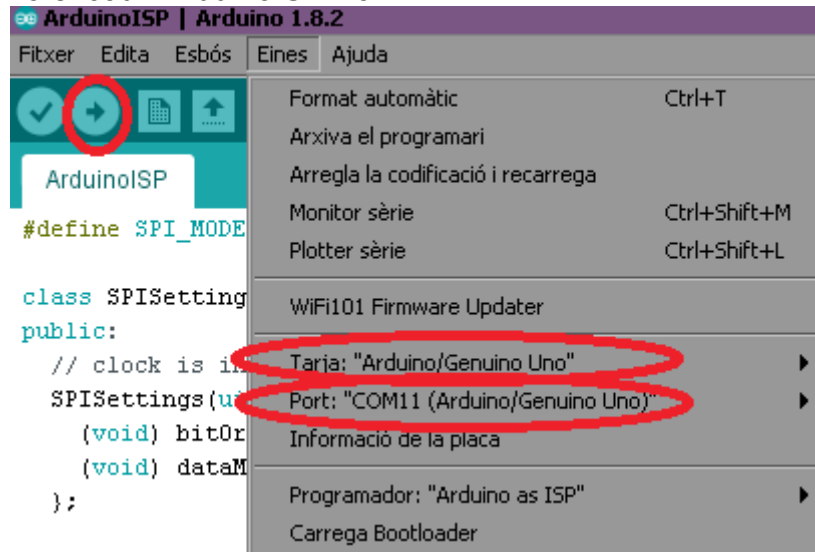 ArduinoISP | Arduino 1.8.2
Fitxer Edita Esbós Eines Ajuda
Format automàtic Ctrl+T
Arxiva el programari
ArduinoISP
Arregla la codificació i recarrega
Monitor sèrie Ctrl+Shift+M
#define SPI_MODE
Plotter sèrie Ctrl+Shift+L
class SPISetting
WiFi101 Firmware Updater
public:
// clock is in
Tarja: "Arduino/Genuino Uno"
SPISettings(ui
Port: "COM11 (Arduino/Genuino Uno)"
(void) bitOr
Informació de la placa
(void) dataM
};
Programador: "Arduino as ISP"
Carrega Bootloader